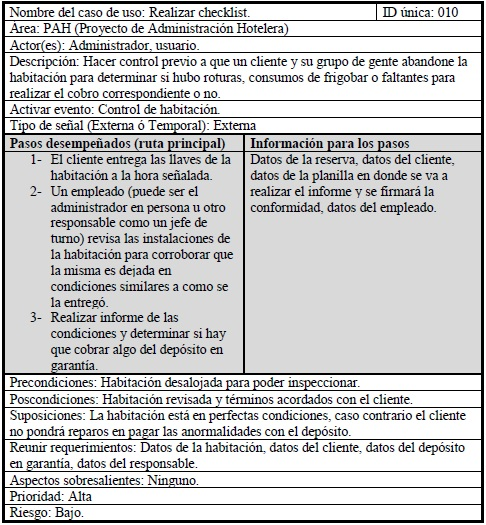 Nombre del caso de uso: Realizar checklist. ID única: 010
Área: PAH (Proyecto de Administración Hotelera)
Actor(es): Administrador, usuario.
Descripción: Hacer control previo a que un cliente y su grupo de gente abandone la
habitación para determinar si hubo roturas, consumos de frigobar o faltantes para
realizar el cobro correspondiente o no.
Activar evento: Control de habitación.
Tipo de señal (Externa ó Temporal): Externa
Pasos desempeñados (ruta principal)
1- El cliente entrega las llaves de la
habitación a la hora señalada.
2- Un empleado (puede ser el
administrador en persona u otro
responsable como un jefe de
turno) revisa las instalaciones de
la habitación para corroborar que
la misma es dejada en
condiciones similares a como se
la entregó.
3- Realizar informe de las
condiciones y determinar si hay
que cobrar algo del depósito en
garantía.
Información para los pasos
Datos de la reserva, datos del cliente,
datos de la planilla en donde se va a
realizar el informe y se firmará la
conformidad, datos del empleado.
Precondiciones: Habitación desalojada para poder inspeccionar.
Poscondiciones: Habitación revisada y términos acordados con el cliente.
Suposiciones: La habitación está en perfectas condiciones, caso contrario el cliente
no pondrá reparos en pagar las anormalidades con el depósito.
Reunir requerimientos: Datos de la habitación, datos del cliente, datos del depósito
en garantía, datos del responsable.
Aspectos sobresalientes: Ninguno.
Prioridad: Alta
Riesgo: Bajo.